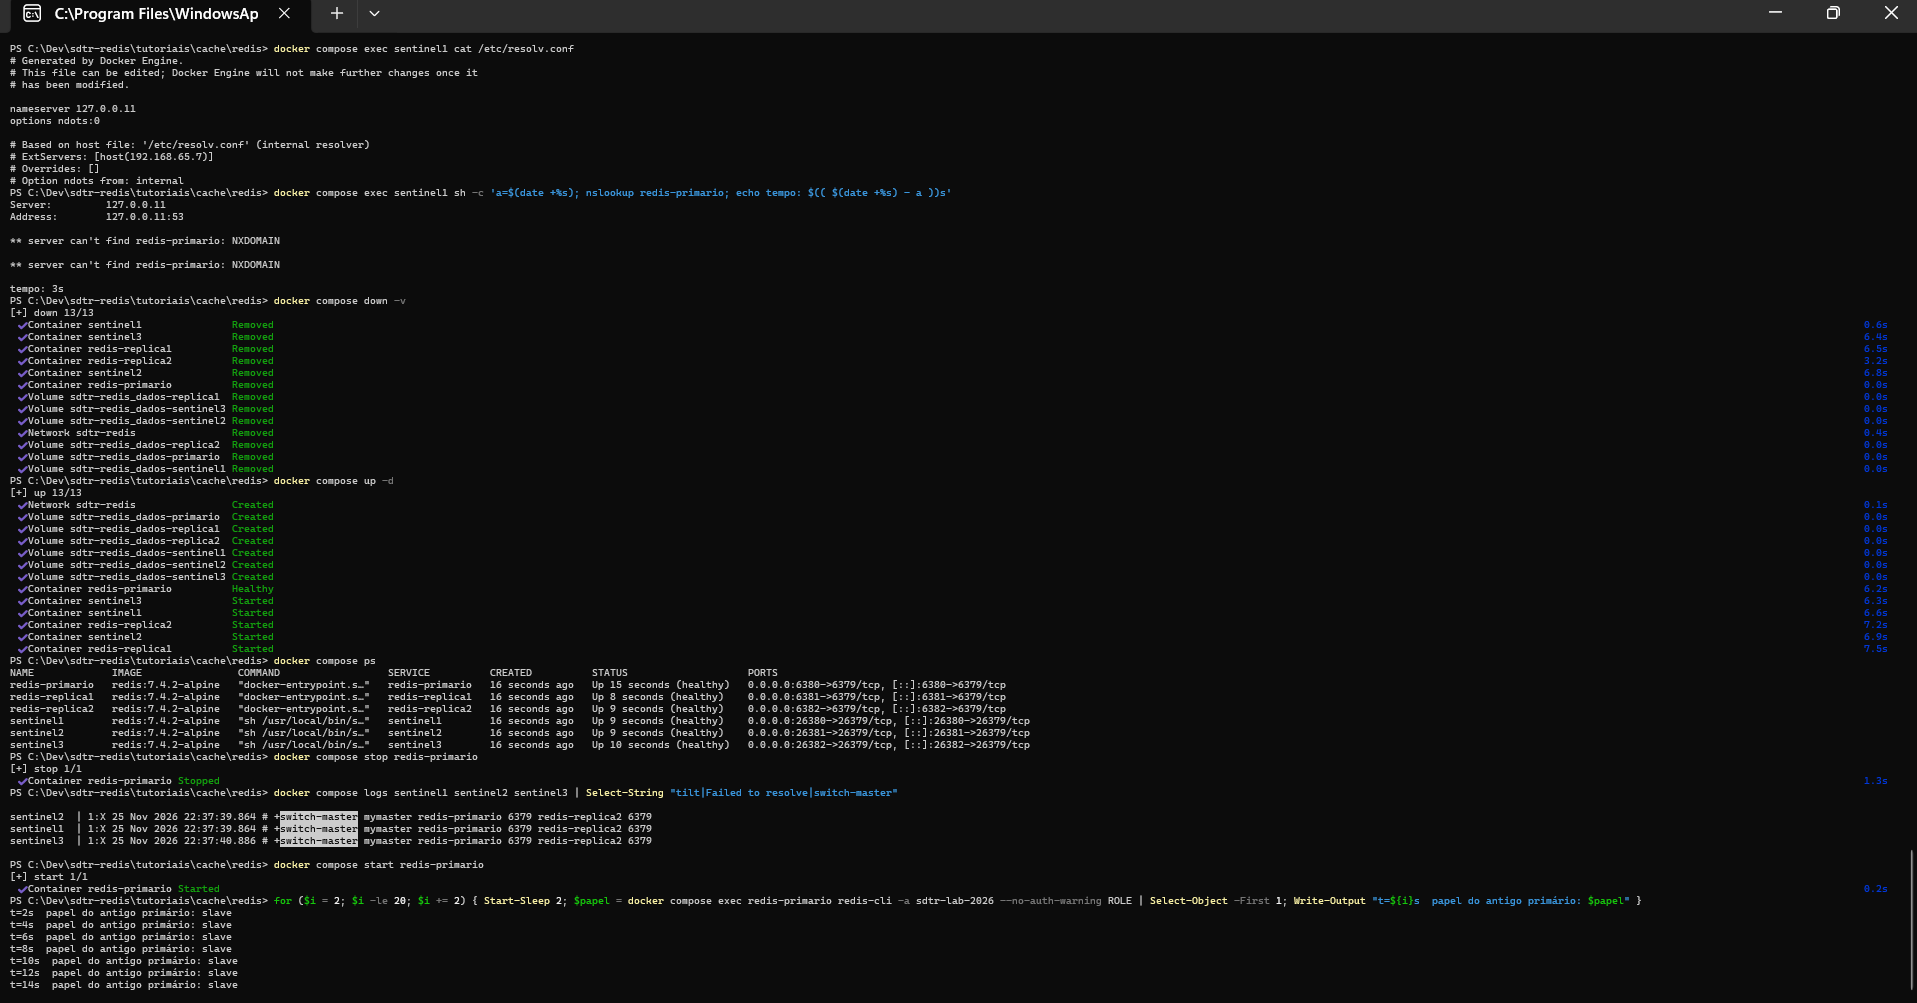 C:\Program Files\WindowsAp
PS C:\Dev\sdtr-redis\tutoriais\cache\redis> docker compose exec sentinel1 cat /etc/resolv.conf
# Generated by Docker Engine.
# This file can be edited; Docker Engine will not make further changes once it
# has been modified.
nameserver 127.0.0.11
options ndots:0
# Based on host file: '/etc/resolv.conf' (internal resolver)
# ExtServers: [host(192.168.65.7)]
# Overrides: []
# Option ndots from: internal
PS C:\Dev\sdtr-redis\tutoriais\cache\redis> docker compose exec sentinel1 sh -c 'a=$(date +%s); nslookup redis-primario; echo tempo: $(( $(date +%s) - a ))s'
Server:         127.0.0.11
Address:        127.0.0.11:53
** server can't find redis-primario: NXDOMAIN
** server can't find redis-primario: NXDOMAIN
tempo: 3s
PS C:\Dev\sdtr-redis\tutoriais\cache\redis> docker compose down -v
[+] down 13/13
✔Container sentinel1               Removed 0.6s
✔Container sentinel3               Removed 6.4s
✔Container redis-replica1          Removed 6.5s
✔Container redis-replica2          Removed 3.2s
✔Container sentinel2               Removed 6.8s
✔Container redis-primario          Removed 0.0s
✔Volume sdtr-redis_dados-replica1  Removed 0.0s
✔Volume sdtr-redis_dados-sentinel3 Removed 0.0s
✔Volume sdtr-redis_dados-sentinel2 Removed 0.0s
✔Network sdtr-redis                Removed 0.4s
✔Volume sdtr-redis_dados-replica2  Removed 0.0s
✔Volume sdtr-redis_dados-primario  Removed 0.0s
✔Volume sdtr-redis_dados-sentinel1 Removed 0.0s
PS C:\Dev\sdtr-redis\tutoriais\cache\redis> docker compose up -d
[+] up 13/13
✔Network sdtr-redis                Created 0.1s
✔Volume sdtr-redis_dados-primario  Created 0.0s
✔Volume sdtr-redis_dados-replica1  Created 0.0s
✔Volume sdtr-redis_dados-replica2  Created 0.0s
✔Volume sdtr-redis_dados-sentinel1 Created 0.0s
✔Volume sdtr-redis_dados-sentinel2 Created 0.0s
✔Volume sdtr-redis_dados-sentinel3 Created 0.0s
✔Container redis-primario          Healthy 6.2s
✔Container sentinel3               Started 6.3s
✔Container sentinel1               Started 6.6s
✔Container redis-replica2          Started 7.2s
✔Container sentinel2               Started 6.9s
✔Container redis-replica1          Started 7.5s
PS C:\Dev\sdtr-redis\tutoriais\cache\redis> docker compose ps
NAME             IMAGE                COMMAND                  SERVICE          CREATED          STATUS                    PORTS
redis-primario   redis:7.4.2-alpine   "docker-entrypoint.s…"   redis-primario   16 seconds ago   Up 15 seconds (healthy)   0.0.0.0:6380->6379/tcp, [::]:6380->6379/tcp
redis-replica1   redis:7.4.2-alpine   "docker-entrypoint.s…"   redis-replica1   16 seconds ago   Up 8 seconds (healthy)    0.0.0.0:6381->6379/tcp, [::]:6381->6379/tcp
redis-replica2   redis:7.4.2-alpine   "docker-entrypoint.s…"   redis-replica2   16 seconds ago   Up 9 seconds (healthy)    0.0.0.0:6382->6379/tcp, [::]:6382->6379/tcp
sentinel1        redis:7.4.2-alpine   "sh /usr/local/bin/s…"   sentinel1        16 seconds ago   Up 9 seconds (healthy)    0.0.0.0:26380->26379/tcp, [::]:26380->26379/tcp
sentinel2        redis:7.4.2-alpine   "sh /usr/local/bin/s…"   sentinel2        16 seconds ago   Up 9 seconds (healthy)    0.0.0.0:26381->26379/tcp, [::]:26381->26379/tcp
sentinel3        redis:7.4.2-alpine   "sh /usr/local/bin/s…"   sentinel3        16 seconds ago   Up 10 seconds (healthy)   0.0.0.0:26382->26379/tcp, [::]:26382->26379/tcp
PS C:\Dev\sdtr-redis\tutoriais\cache\redis> docker compose stop redis-primario
[+] stop 1/1
✔Container redis-primario Stopped 1.3s
PS C:\Dev\sdtr-redis\tutoriais\cache\redis> docker compose logs sentinel1 sentinel2 sentinel3 | Select-String "tilt|Failed to resolve|switch-master"
sentinel2  | 1:X 25 Nov 2026 22:37:39.864 # +switch-master mymaster redis-primario 6379 redis-replica2 6379
sentinel1  | 1:X 25 Nov 2026 22:37:39.864 # +switch-master mymaster redis-primario 6379 redis-replica2 6379
sentinel3  | 1:X 25 Nov 2026 22:37:40.886 # +switch-master mymaster redis-primario 6379 redis-replica2 6379
PS C:\Dev\sdtr-redis\tutoriais\cache\redis> docker compose start redis-primario
[+] start 1/1
✔Container redis-primario Started 0.2s
PS C:\Dev\sdtr-redis\tutoriais\cache\redis> for ($i = 2; $i -le 20; $i += 2) { Start-Sleep 2; $papel = docker compose exec redis-primario redis-cli -a sdtr-lab-2026 --no-auth-warning ROLE | Select-Object -First 1; Write-Output "t=${i}s  papel do antigo primário: $papel" }
t=2s  papel do antigo primário: slave
t=4s  papel do antigo primário: slave
t=6s  papel do antigo primário: slave
t=8s  papel do antigo primário: slave
t=10s  papel do antigo primário: slave
t=12s  papel do antigo primário: slave
t=14s  papel do antigo primário: slave